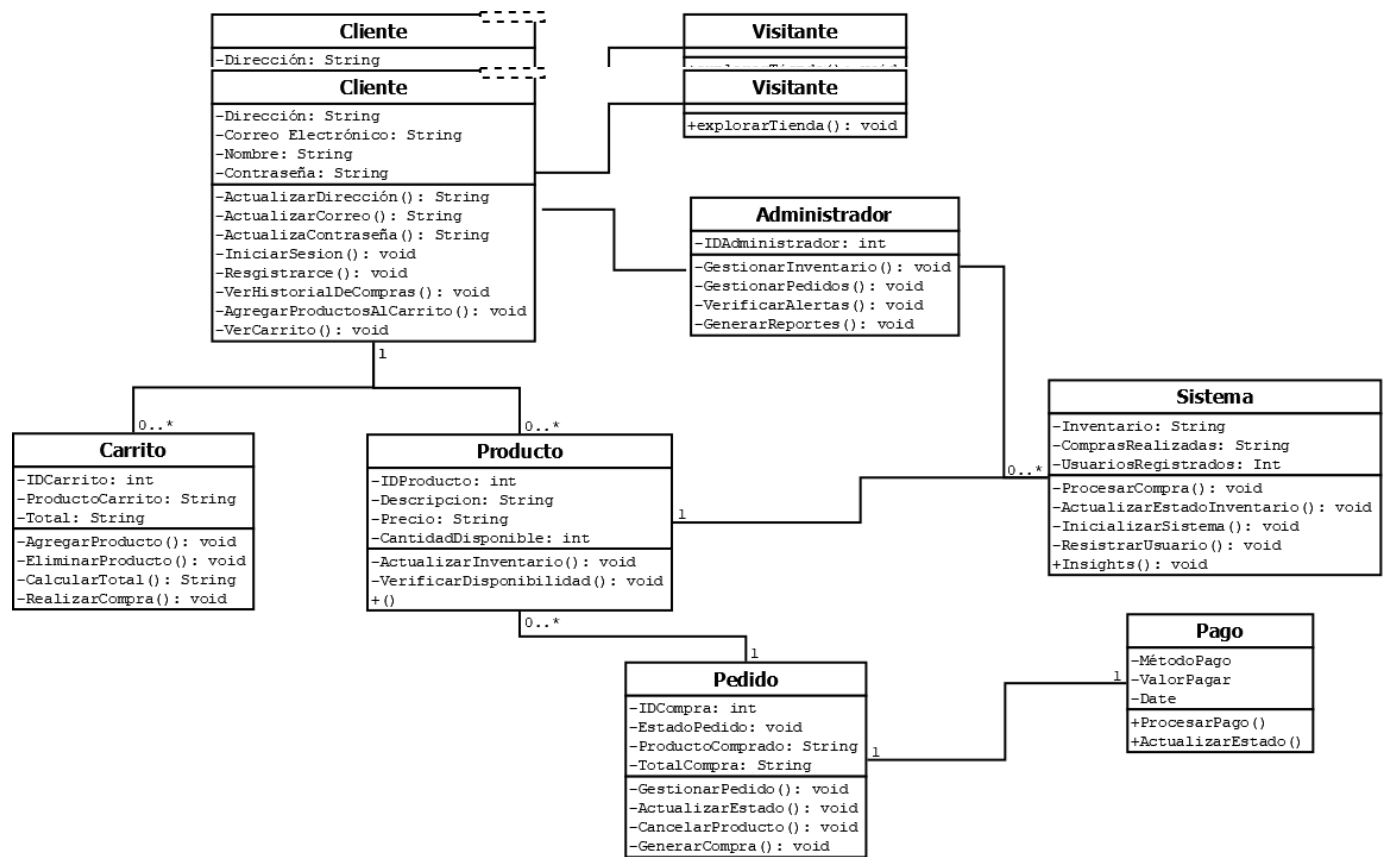 Cliente
-Dirección: String
Visitante
Cliente
-Dirección: String
-Correo Electrónico: String
-Nombre: String
-Contraseña: String
-ActualizarDirección(): String
-ActualizarCorreo(): String
-ActualizaContraseña(): String
-IniciarSesion(): void
-Resgistrarce(): void
-VerHistorialDeCompras(): void
-AgregarProductosAlCarrito(): void
-VerCarrito(): void
Visitante
+explorarTienda(): void
Administrador
-IDAdministrador: int
-GestionarInventario(): void
-GestionarPedidos(): void
-VerificarAlertas(): void
-GenerarReportes(): void
1
0..*
0..*
Carrito
-IDCarrito: int
-ProductoCarrito: String
-Total: String
-AgregarProducto(): void
-EliminarProducto(): void
-CalcularTotal(): String
-RealizarCompra(): void
Producto
-IDProducto: int
-Descripcion: String
-Precio: String
-CantidadDisponible: int
-ActualizarInventario(): void
-VerificarDisponibilidad(): void
+()
1
0..*
Sistema
-Inventario: String
-ComprasRealizadas: String
-UsuariosRegistrados: Int
-ProcesarCompra(): void
-ActualizarEstadoInventario(): void
-InicializarSistema(): void
-ResistrarUsuario(): void
+Insights(): void
0..*
1
Pedido
-IDCompra: int
-EstadoPedido: void
-ProductoComprado: String
-TotalCompra: String
-GestionarPedido(): void
-ActualizarEstado(): void
-CancelarProducto(): void
-GenerarCompra(): void
1
1
Pago
-MétodoPago
-ValorPagar
-Date
+ProcesarPago()
+ActualizarEstado()